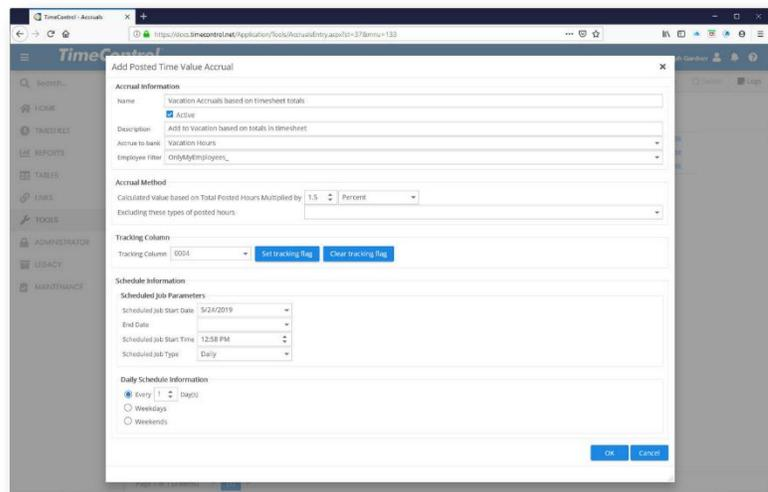 TimeControl - Accruals
https://docs.timecontrol.net/Application/Tools/AccrualsEntry.aspx?st=37&mnu=133
TimeControl
Gardner
Search...
Logs
HOME
TIMESHEET
REPORTS
TABLES
LINKS
TOOLS
ADMINISTRATOR
LEGACY
MAINTENANCE
Add Posted Time Value Accrual
Accrual Information
Name Vacation Accruals based on timesheet totals
Active
Description Add to Vacation based on totals in timesheet
Accrue to bank Vacation Hours
Employee Filter OnlyMyEmployees_
Accrual Method
Calculated Value based on Total Posted Hours Multiplied by 1.5 Percent
Excluding these types of posted hours
Tracking Column
Tracking Column 0004 Set tracking flag Clear tracking flag
Schedule Information
Scheduled Job Parameters
Scheduled Job Start Date 5/24/2019
End Date
Scheduled Job Start Time 12:58 PM
Scheduled Job Type Daily
Daily Schedule Information
Every 1 Day(s)
Weekdays
Weekends
OK Cancel